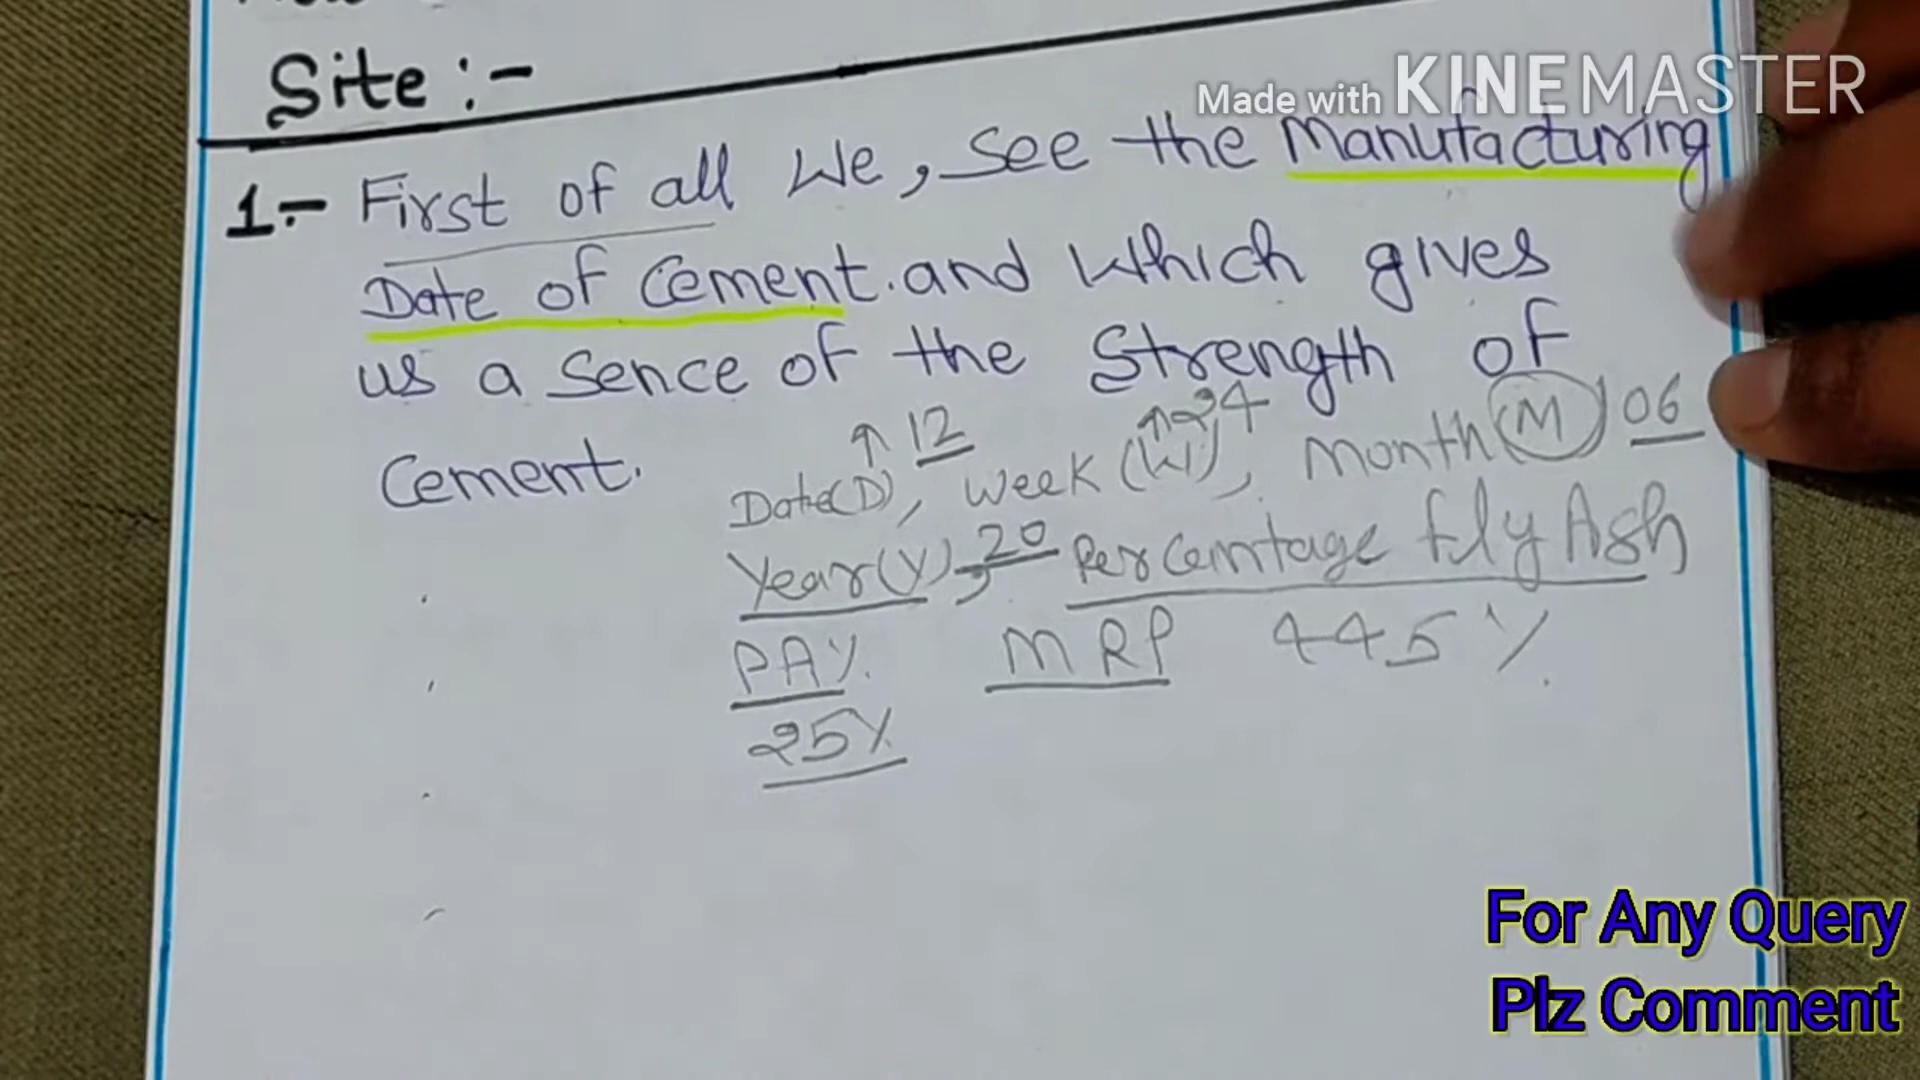 Site :-
Made with KINEMASTER
1.- First of all We, See the Manufacturing
Date of Cement. and Which gives
us a Sence of the Strength of
Cement.
↑ 12 ↑ 24
Date(D), Week (W), Month (M) 06
Year(Y), 20 Percentage Fly Ash
PA%. MRP 445%
25%
For Any Query
Plz Comment